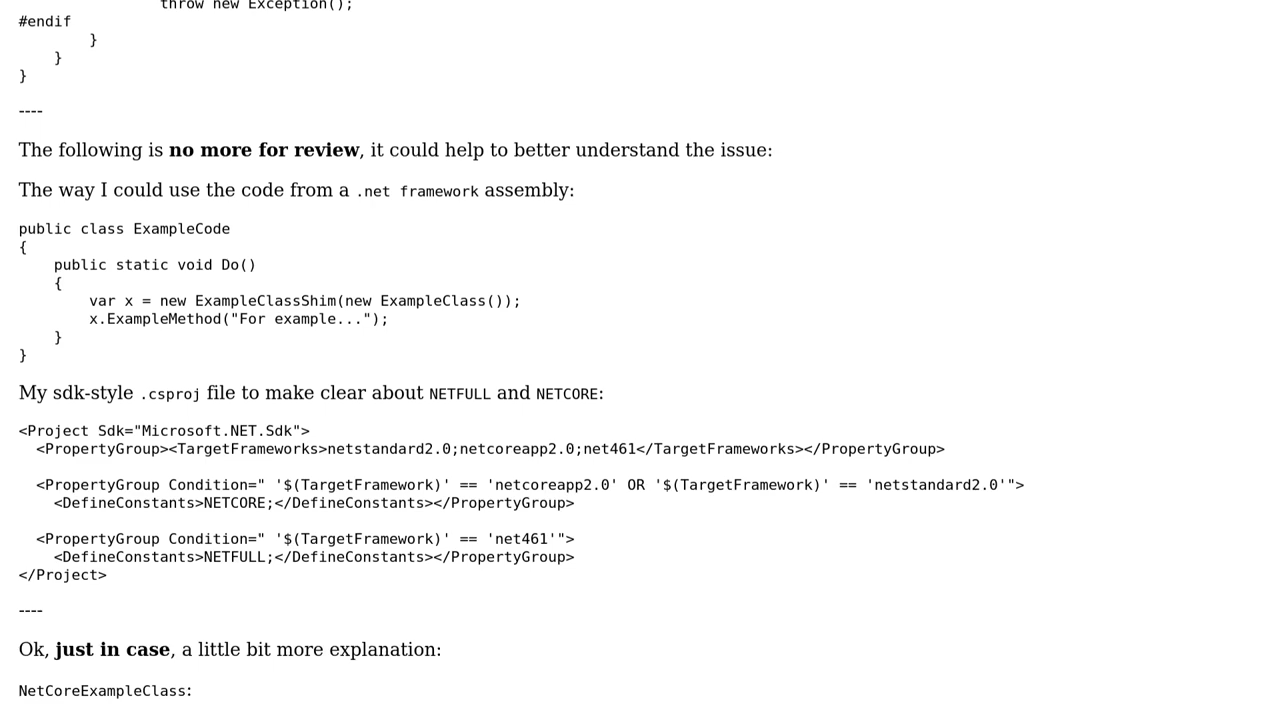 throw new Exception();
#endif
        }
    }
}
----
The following is no more for review, it could help to better understand the issue:
The way I could use the code from a .net framework assembly:
public class ExampleCode
{
    public static void Do()
    {
        var x = new ExampleClassShim(new ExampleClass());
        x.ExampleMethod("For example...");
    }
}
My sdk-style .csproj file to make clear about NETFULL and NETCORE:
<Project Sdk="Microsoft.NET.Sdk">
  <PropertyGroup><TargetFrameworks>netstandard2.0;netcoreapp2.0;net461</TargetFrameworks></PropertyGroup>
  <PropertyGroup Condition=" '$(TargetFramework)' == 'netcoreapp2.0' OR '$(TargetFramework)' == 'netstandard2.0'">
    <DefineConstants>NETCORE;</DefineConstants></PropertyGroup>
  <PropertyGroup Condition=" '$(TargetFramework)' == 'net461'">
    <DefineConstants>NETFULL;</DefineConstants></PropertyGroup>
</Project>
----
Ok, just in case, a little bit more explanation:
NetCoreExampleClass: